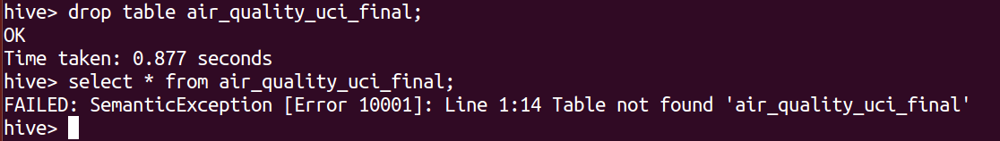 hive> drop table air_quality_uci_final;
OK
Time taken: 0.877 seconds
hive> select * from air_quality_uci_final;
FAILED: SemanticException [Error 10001]: Line 1:14 Table not found 'air_quality_uci_final'
hive>